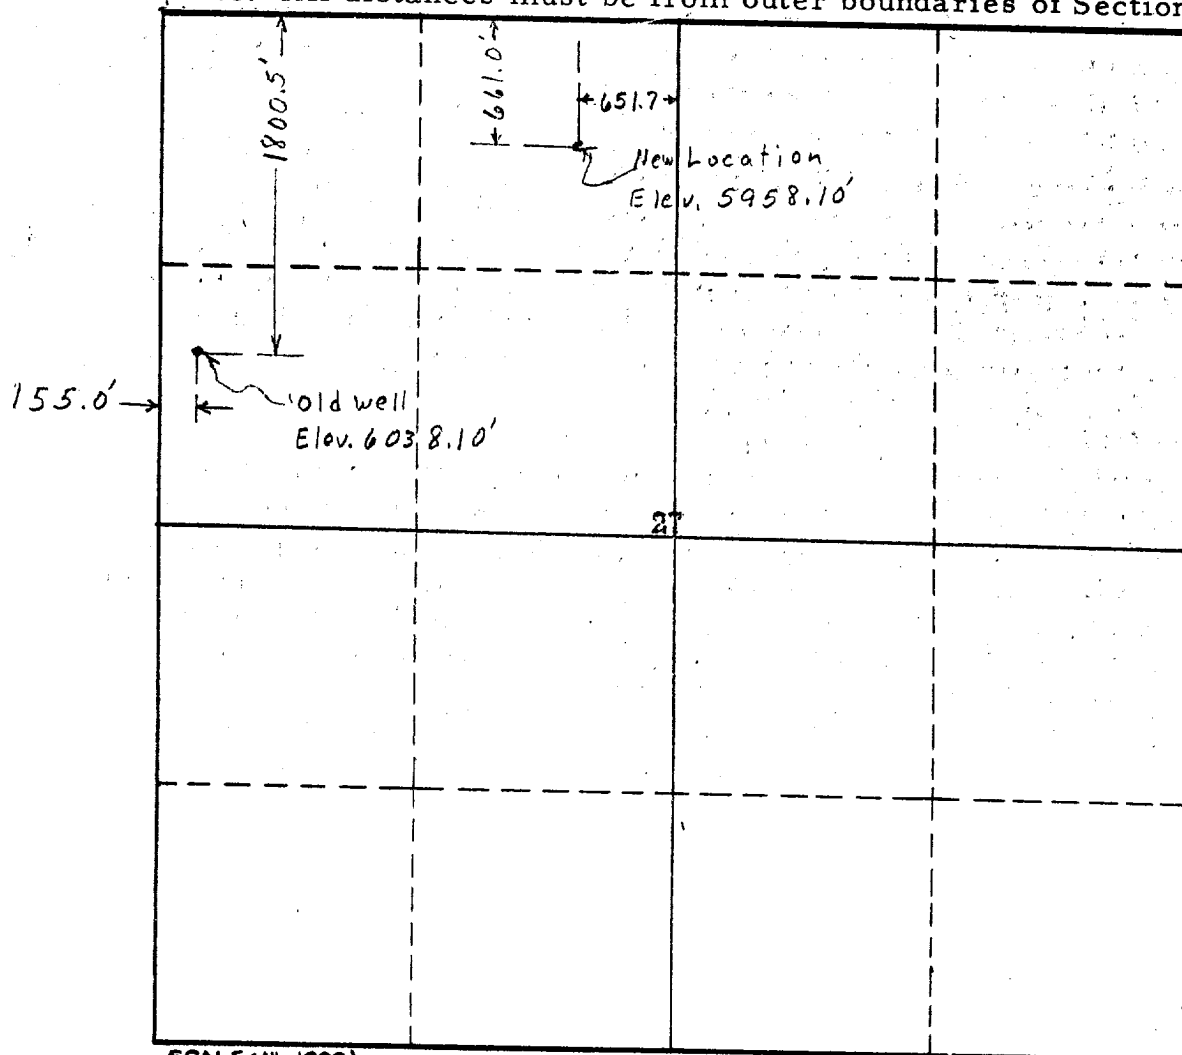 All distances must be from outer boundaries of Section
1800.5'
661.0'
651.7
New Location
Elev. 5958.10'
155.0'
old well
Elev. 6038.10'
27